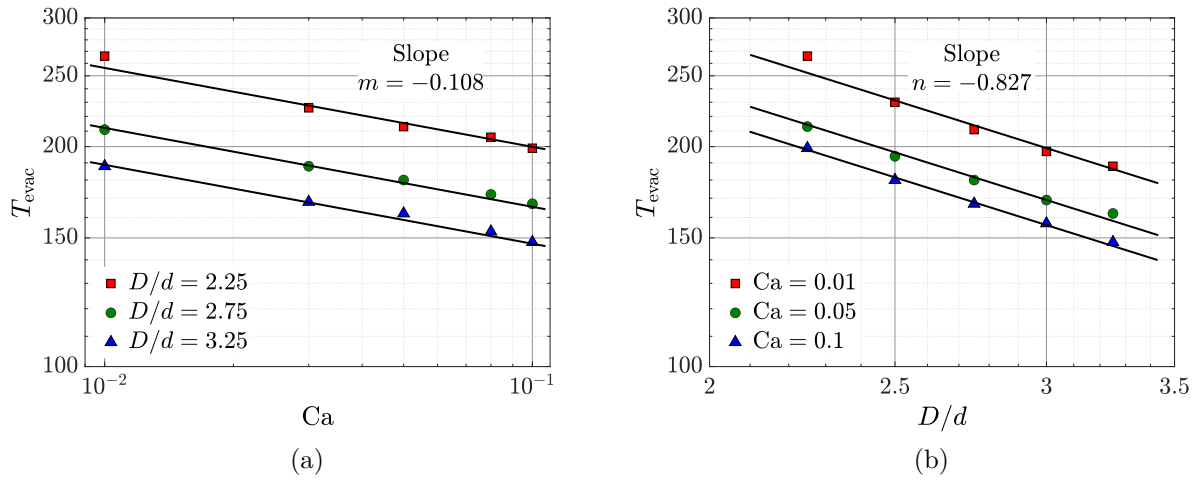 300
250
200
150
100
T_evac
Slope
m = −0.108
D/d = 2.25
D/d = 2.75
D/d = 3.25
10^−2
10^−1
Ca
(a)
300
250
200
150
100
T_evac
Slope
n = −0.827
Ca = 0.01
Ca = 0.05
Ca = 0.1
2
2.5
3
3.5
D/d
(b)